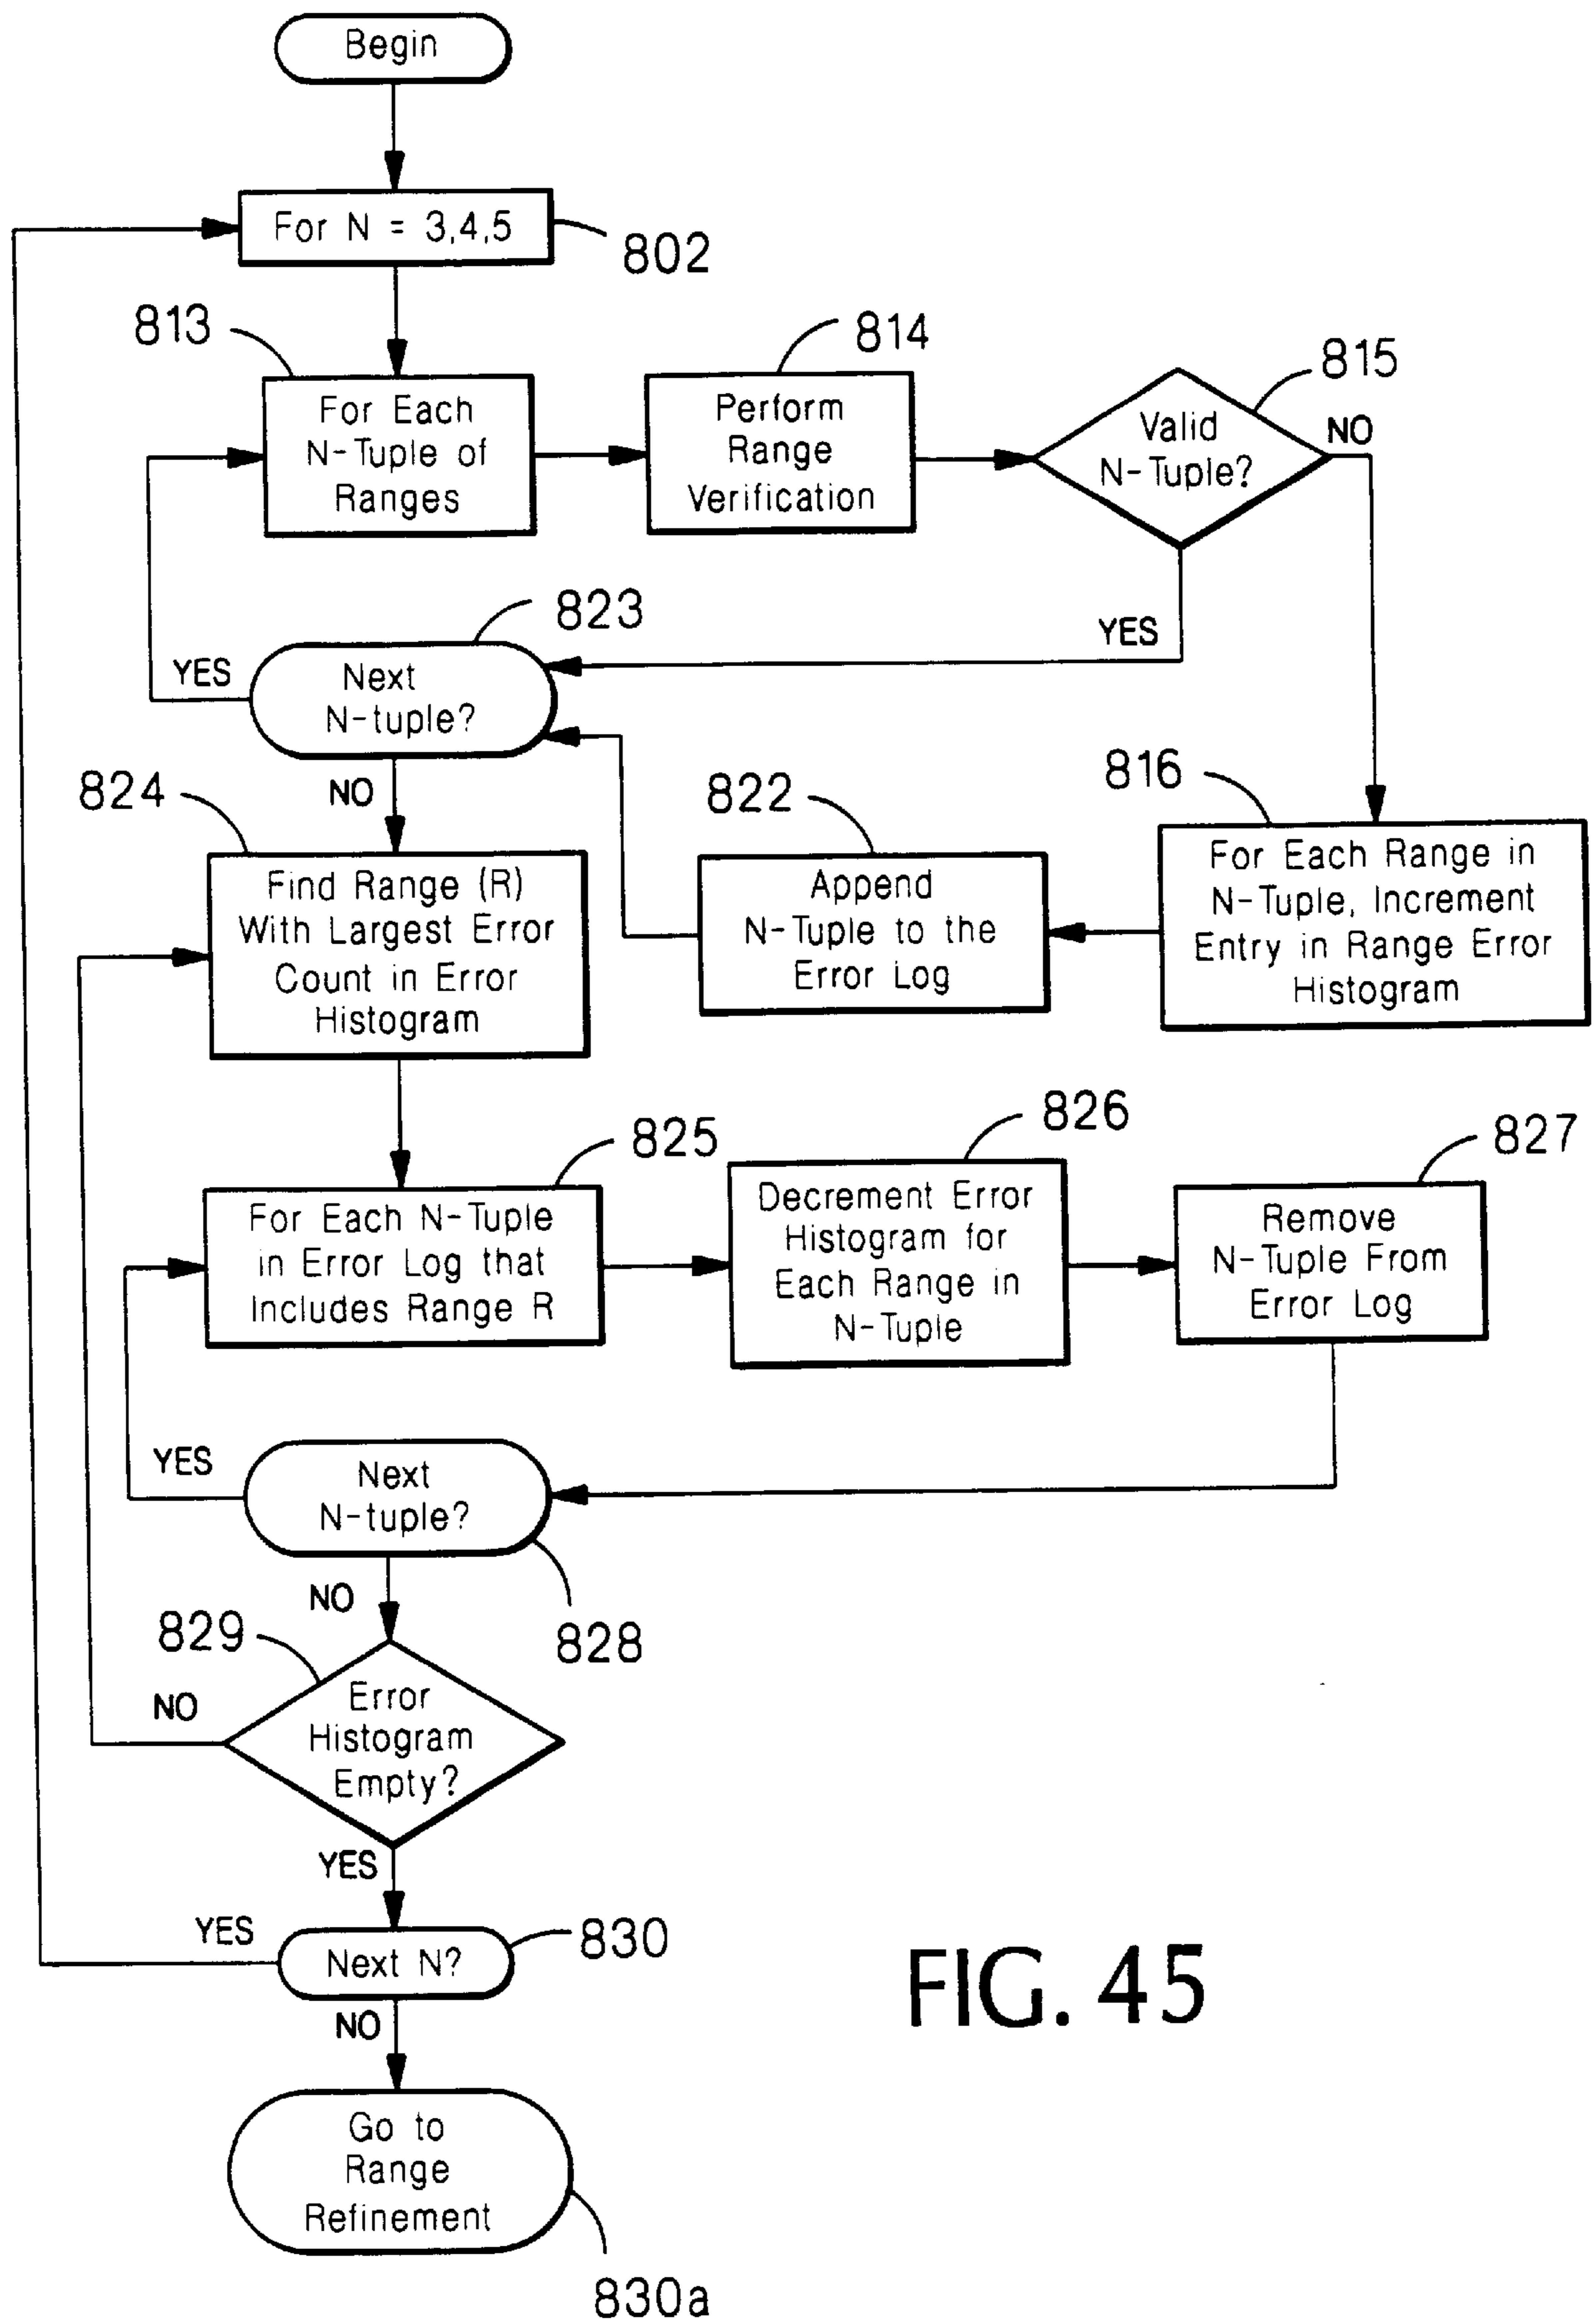 Begin
For N = 3,4,5
802
813
For Each
N-Tuple of
Ranges
814
Perform
Range
Verification
815
Valid
N-Tuple?
NO
YES
823
Next
N-tuple?
YES
NO
816
For Each Range in
N-Tuple, Increment
Entry in Range Error
Histogram
822
Append
N-Tuple to the
Error Log
824
Find Range (R)
With Largest Error
Count in Error
Histogram
825
For Each N-Tuple
in Error Log that
Includes Range R
826
Decrement Error
Histogram for
Each Range in
N-Tuple
827
Remove
N-Tuple From
Error Log
YES
Next
N-tuple?
828
NO
829
Error
Histogram
Empty?
NO
YES
YES
Next N?
830
NO
Go to
Range
Refinement
830a
FIG. 45